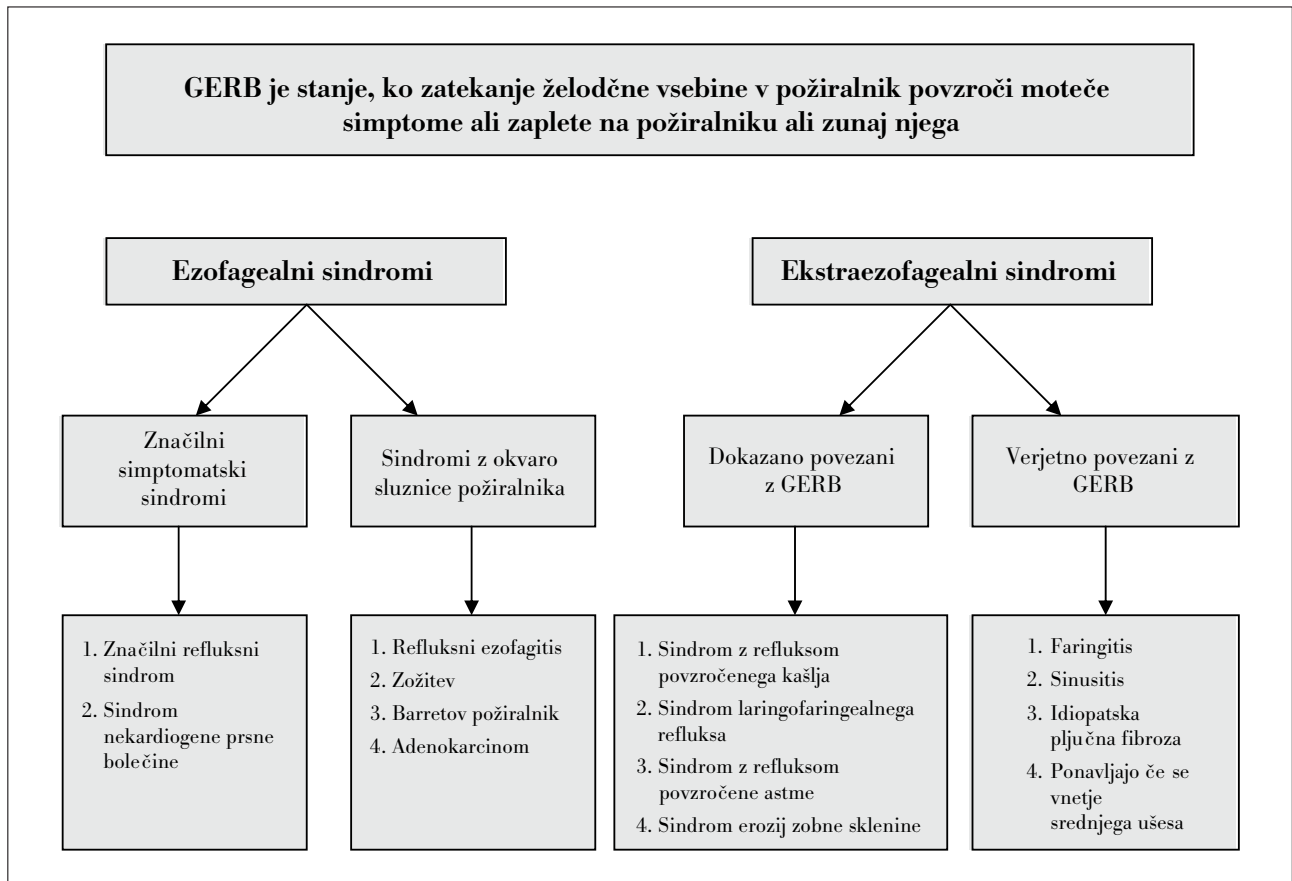 GERB je stanje, ko zatekanje želodčne vsebine v požiralnik povzroči moteče
simptome ali zaplete na požiralniku ali zunaj njega
Ezofagealni sindromi
Ekstraezofagealni sindromi
Značilni
simptomatski
sindromi
Sindromi z okvaro
sluznice požiralnika
Dokazano povezani
z GERB
Verjetno povezani z
GERB
1. Značilni refluksni
sindrom
2. Sindrom
nekardiogene prsne
bolečine
1. Refluksni ezofagitis
2. Zožitev
3. Barretov požiralnik
4. Adenokarcinom
1. Sindrom z refluksom
povzročenega kašlja
2. Sindrom laringofaringealnega
refluksa
3. Sindrom z refluksom
povzročene astme
4. Sindrom erozij zobne sklenine
1. Faringitis
2. Sinusitis
3. Idiopatska
pljučna fibroza
4. Ponavljajo če se
vnetje
srednjega ušesa